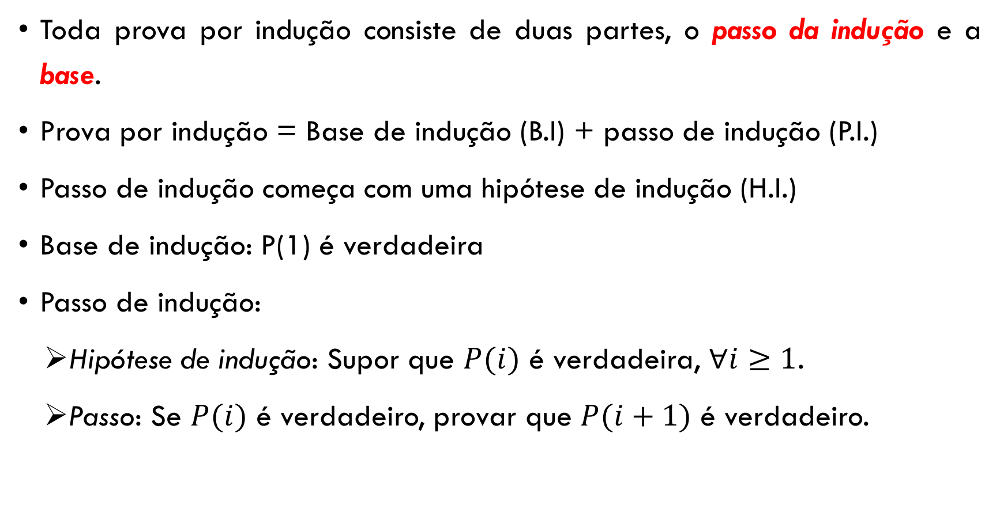 • Toda prova por indução consiste de duas partes, o passo da indução e a
base.
• Prova por indução = Base de indução (B.I) + passo de indução (P.I.)
• Passo de indução começa com uma hipótese de indução (H.I.)
• Base de indução: P(1) é verdadeira
• Passo de indução:
➢Hipótese de indução: Supor que P(i) é verdadeira, ∀i ≥ 1.
➢Passo: Se P(i) é verdadeiro, provar que P(i + 1) é verdadeiro.